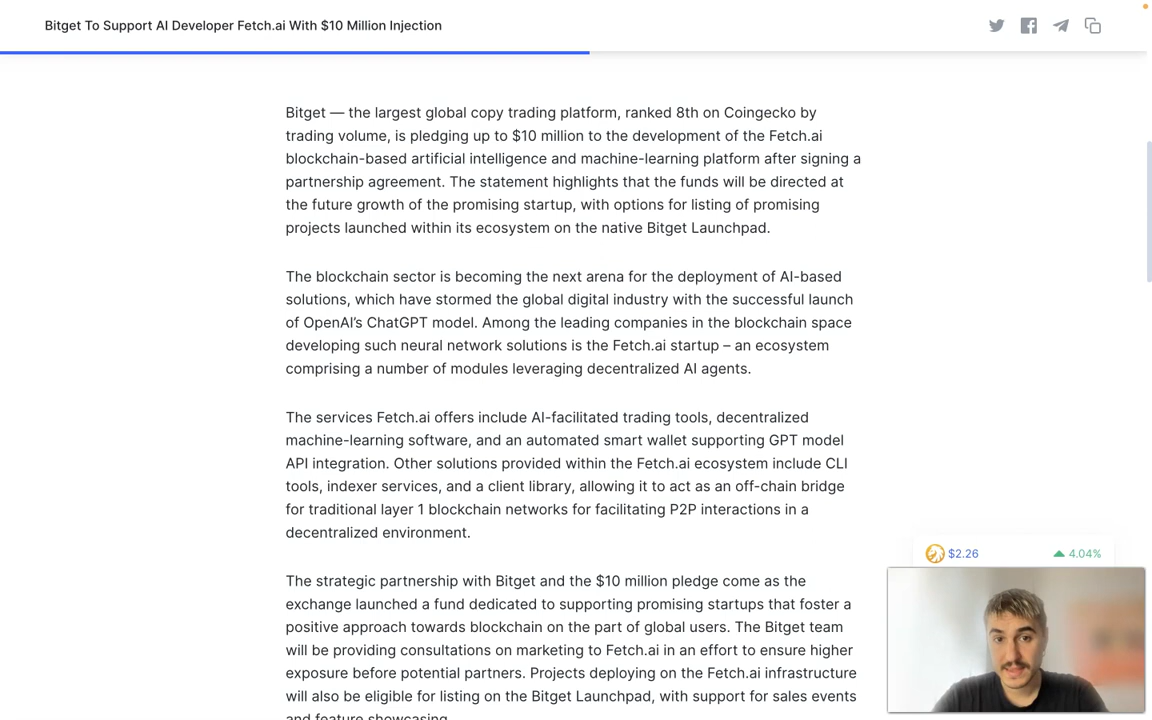 Bitget To Support AI Developer Fetch.ai With $10 Million Injection
Bitget — the largest global copy trading platform, ranked 8th on Coingecko by
trading volume, is pledging up to $10 million to the development of the Fetch.ai
blockchain-based artificial intelligence and machine-learning platform after signing a
partnership agreement. The statement highlights that the funds will be directed at
the future growth of the promising startup, with options for listing of promising
projects launched within its ecosystem on the native Bitget Launchpad.
The blockchain sector is becoming the next arena for the deployment of AI-based
solutions, which have stormed the global digital industry with the successful launch
of OpenAI’s ChatGPT model. Among the leading companies in the blockchain space
developing such neural network solutions is the Fetch.ai startup – an ecosystem
comprising a number of modules leveraging decentralized AI agents.
The services Fetch.ai offers include AI-facilitated trading tools, decentralized
machine-learning software, and an automated smart wallet supporting GPT model
API integration. Other solutions provided within the Fetch.ai ecosystem include CLI
tools, indexer services, and a client library, allowing it to act as an off-chain bridge
for traditional layer 1 blockchain networks for facilitating P2P interactions in a
decentralized environment.
$2.26 4.04%
The strategic partnership with Bitget and the $10 million pledge come as the
exchange launched a fund dedicated to supporting promising startups that foster a
positive approach towards blockchain on the part of global users. The Bitget team
will be providing consultations on marketing to Fetch.ai in an effort to ensure higher
exposure before potential partners. Projects deploying on the Fetch.ai infrastructure
will also be eligible for listing on the Bitget Launchpad, with support for sales events
and feature showcasing.